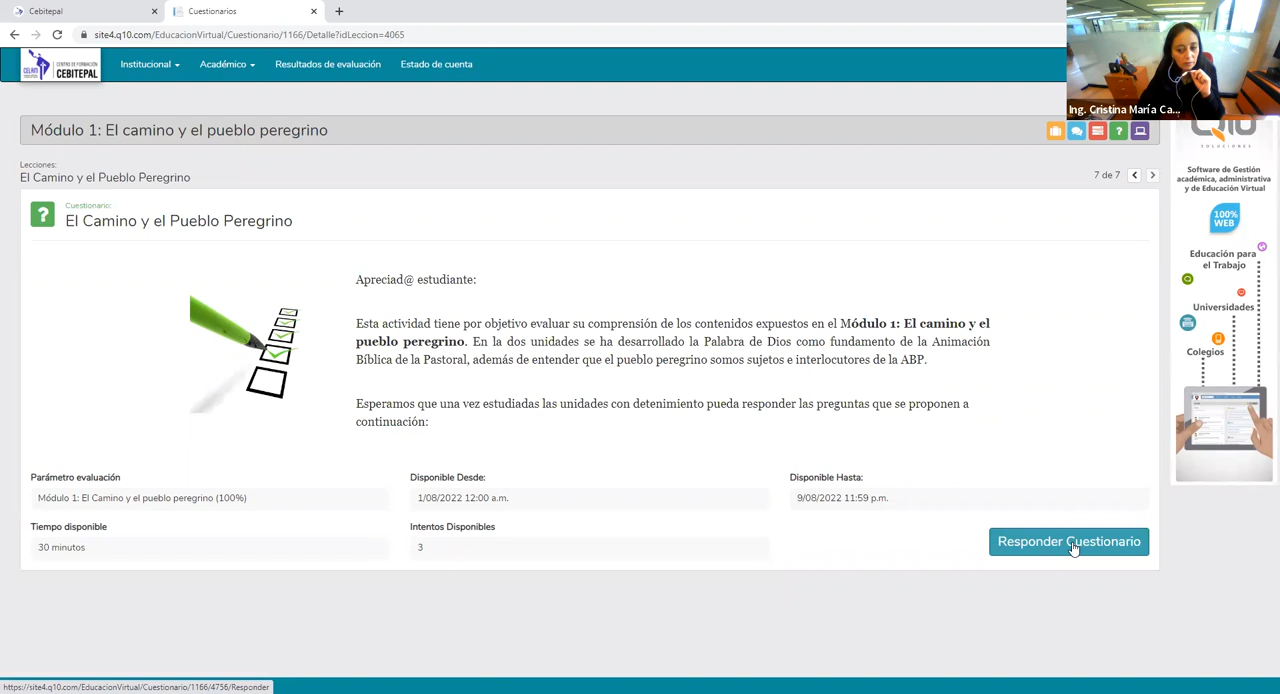 Cebitepal
Cuestionarios
site4.q10.com/EducacionVirtual/Cuestionario/1166/Detalle?idLeccion=4065
Ing. Cristina María Ca...
CELAM
CENTRO DE FORMACIÓN
CEBITEPAL
Institucional
Académico
Resultados de evaluación
Estado de cuenta
Módulo 1: El camino y el pueblo peregrino
Lecciones:
El Camino y el Pueblo Peregrino
7 de 7
Cuestionario:
El Camino y el Pueblo Peregrino
Apreciad@ estudiante:
Esta actividad tiene por objetivo evaluar su comprensión de los contenidos expuestos en el Módulo 1: El camino y el
pueblo peregrino. En la dos unidades se ha desarrollado la Palabra de Dios como fundamento de la Animación
Bíblica de la Pastoral, además de entender que el pueblo peregrino somos sujetos e interlocutores de la ABP.
Esperamos que una vez estudiadas las unidades con detenimiento pueda responder las preguntas que se proponen a
continuación:
Parámetro evaluación
Módulo 1: El Camino y el pueblo peregrino (100%)
Disponible Desde:
1/08/2022 12:00 a.m.
Disponible Hasta:
9/08/2022 11:59 p.m.
Tiempo disponible
30 minutos
Intentos Disponibles
3
Responder Cuestionario
Q10
SOLUCIONES
Software de Gestión
académica, administrativa
y de Educación Virtual
100%
WEB
Educación para
el Trabajo
Universidades
Colegios
https://site4.q10.com/EducacionVirtual/Cuestionario/1166/4756/Responder